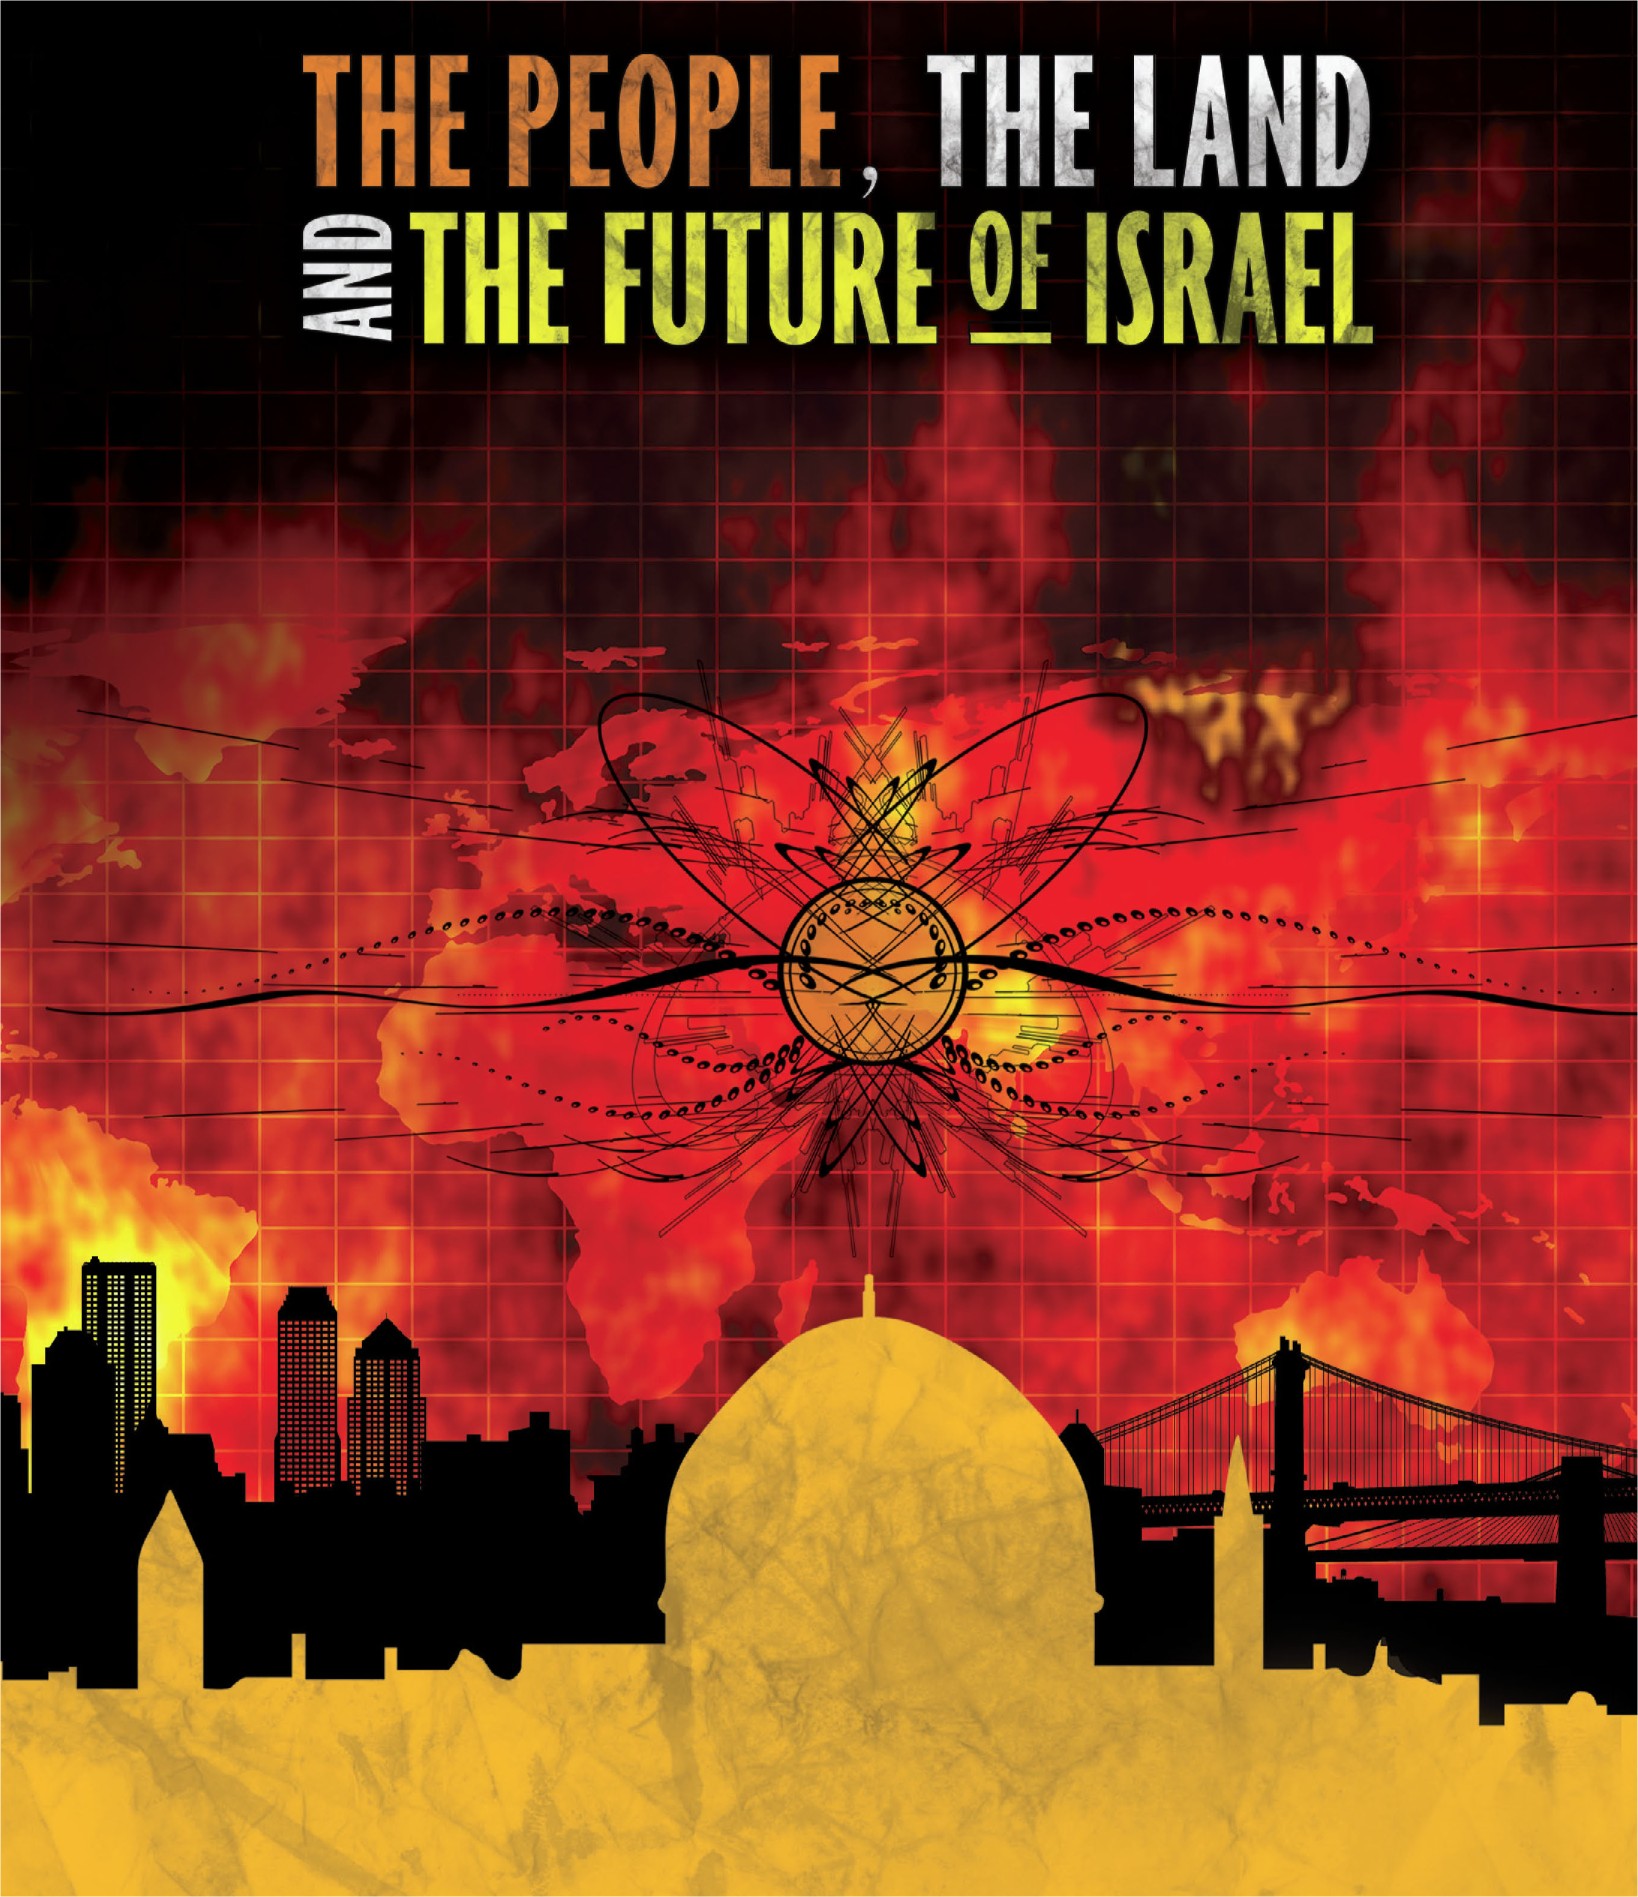 THE PEOPLE, THE LAND
AND THE FUTURE OF ISRAEL